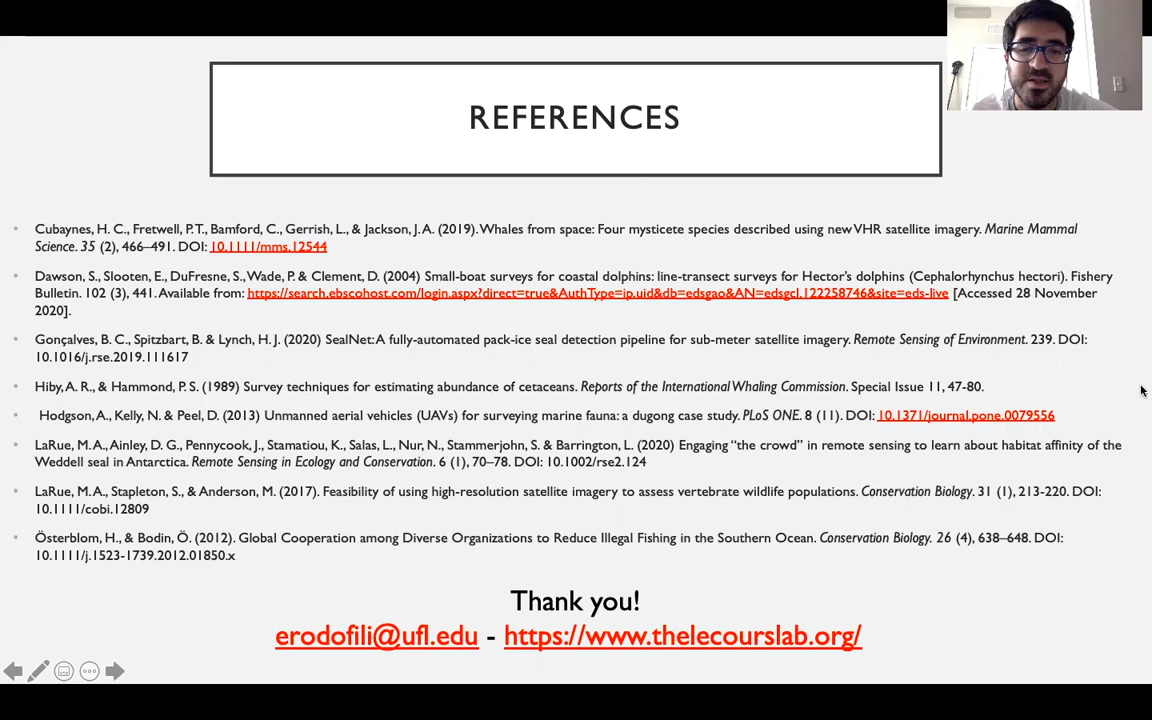 REFERENCES
Cubaynes, H. C., Fretwell, P.T., Bamford, C., Gerrish, L., & Jackson, J. A. (2019). Whales from space: Four mysticete species described using new VHR satellite imagery. Marine Mammal
Science. 35 (2), 466–491. DOI: 10.1111/mms.12544
Dawson, S., Slooten, E., DuFresne, S., Wade, P. & Clement, D. (2004) Small-boat surveys for coastal dolphins: line-transect surveys for Hector's dolphins (Cephalorhynchus hectori). Fishery
Bulletin. 102 (3), 441. Available from: https://search.ebscohost.com/login.aspx?direct=true&AuthType=ip,uid&db=edsgao&AN=edsgcl.122258746&site=eds-live [Accessed 28 November
2020].
Gonçalves, B. C., Spitzbart, B. & Lynch, H. J. (2020) SealNet: A fully-automated pack-ice seal detection pipeline for sub-meter satellite imagery. Remote Sensing of Environment. 239. DOI:
10.1016/j.rse.2019.111617
Hiby, A. R., & Hammond, P. S. (1989) Survey techniques for estimating abundance of cetaceans. Reports of the International Whaling Commission. Special Issue 11, 47-80.
Hodgson, A., Kelly, N. & Peel, D. (2013) Unmanned aerial vehicles (UAVs) for surveying marine fauna: a dugong case study. PLoS ONE. 8 (11). DOI: 10.1371/journal.pone.0079556
LaRue, M. A., Ainley, D. G., Pennycook, J., Stamatiou, K., Salas, L., Nur, N., Stammerjohn, S. & Barrington, L. (2020) Engaging “the crowd” in remote sensing to learn about habitat affinity of the
Weddell seal in Antarctica. Remote Sensing in Ecology and Conservation. 6 (1), 70–78. DOI: 10.1002/rse2.124
LaRue, M. A., Stapleton, S., & Anderson, M. (2017). Feasibility of using high-resolution satellite imagery to assess vertebrate wildlife populations. Conservation Biology. 31 (1), 213-220. DOI:
10.1111/cobi.12809
Österblom, H., & Bodin, Ö. (2012). Global Cooperation among Diverse Organizations to Reduce Illegal Fishing in the Southern Ocean. Conservation Biology. 26 (4), 638–648. DOI:
10.1111/j.1523-1739.2012.01850.x
Thank you!
erodofili@ufl.edu - https://www.thelecourslab.org/